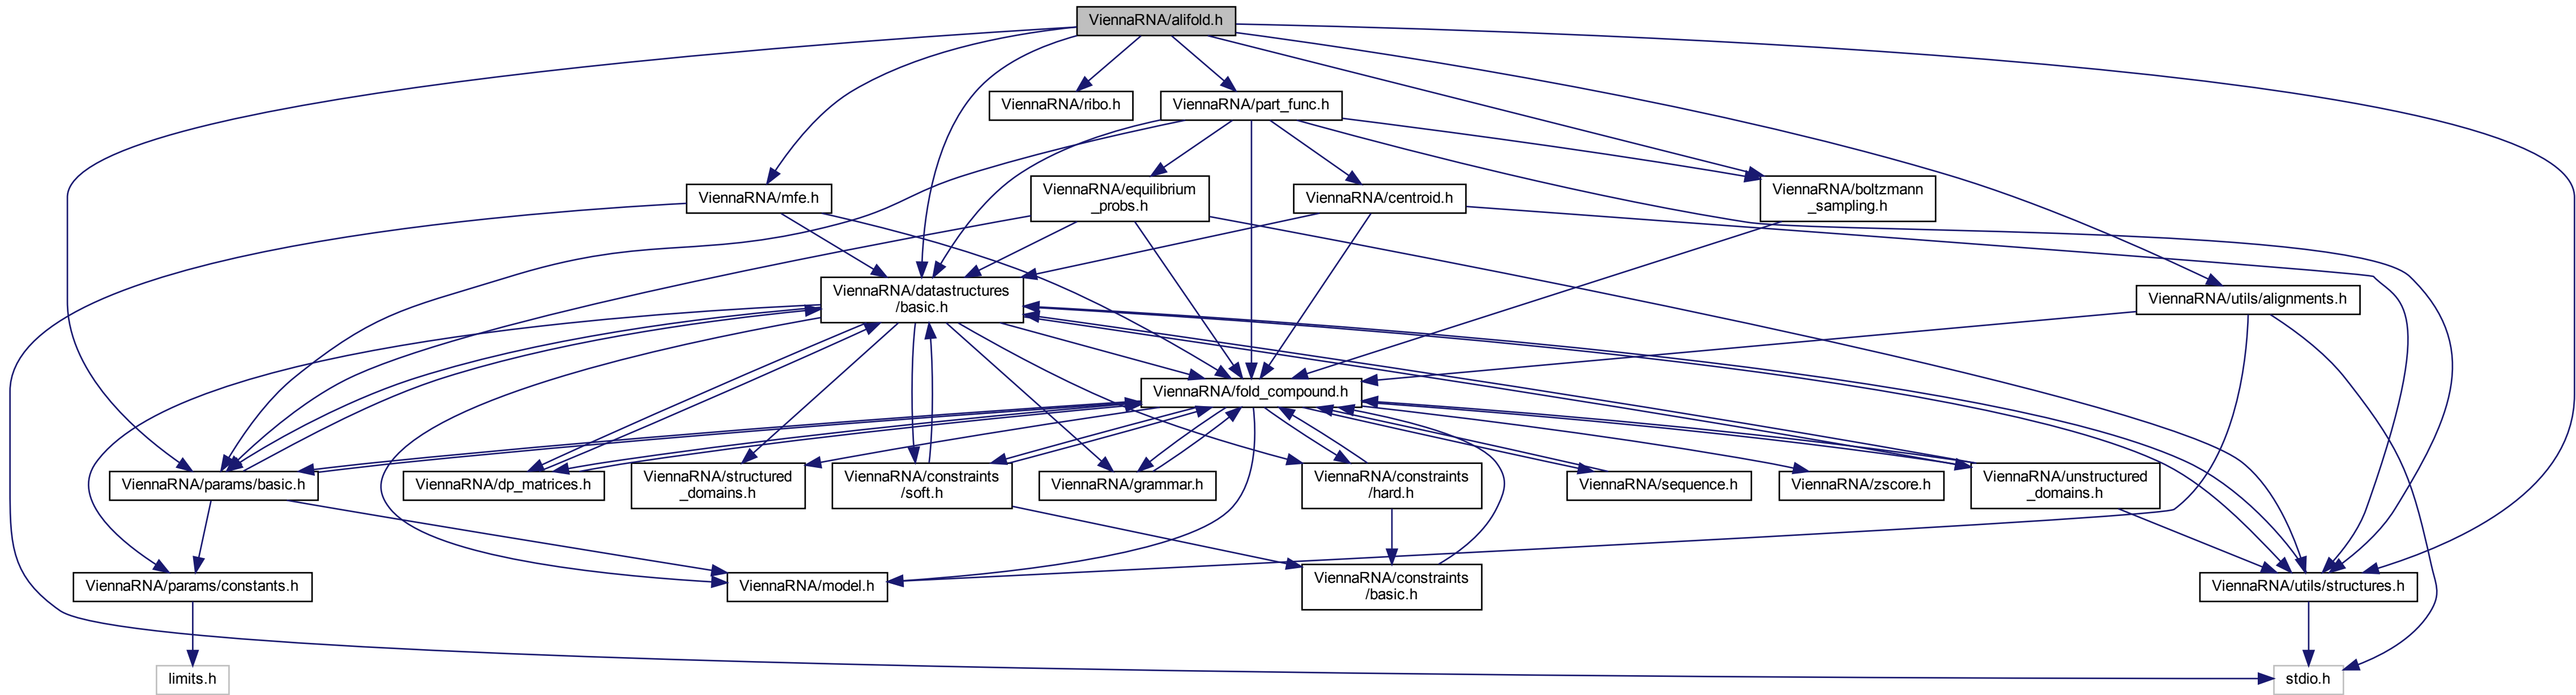 ViennaRNA/alifold.h
ViennaRNA/ribo.h
ViennaRNA/part_func.h
ViennaRNA/mfe.h
ViennaRNA/equilibrium
_probs.h
ViennaRNA/centroid.h
ViennaRNA/boltzmann
_sampling.h
ViennaRNA/datastructures
/basic.h
ViennaRNA/utils/alignments.h
ViennaRNA/fold_compound.h
ViennaRNA/params/basic.h
ViennaRNA/dp_matrices.h
ViennaRNA/structured
_domains.h
ViennaRNA/constraints
/soft.h
ViennaRNA/grammar.h
ViennaRNA/constraints
/hard.h
ViennaRNA/sequence.h
ViennaRNA/zscore.h
ViennaRNA/unstructured
_domains.h
ViennaRNA/params/constants.h
ViennaRNA/model.h
ViennaRNA/constraints
/basic.h
ViennaRNA/utils/structures.h
limits.h
stdio.h